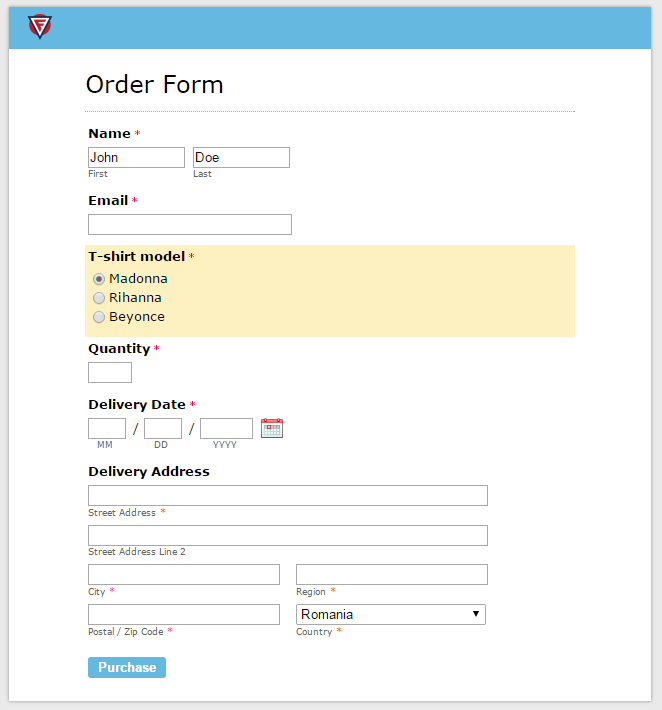 Order Form
Name *
John Doe
First Last
Email *
T-shirt model *
Madonna
Rihanna
Beyonce
Quantity *
Delivery Date *
/ /
MM DD YYYY
Delivery Address
Street Address *
Street Address Line 2
City * Region *
Romania
Postal / Zip Code * Country *
Purchase